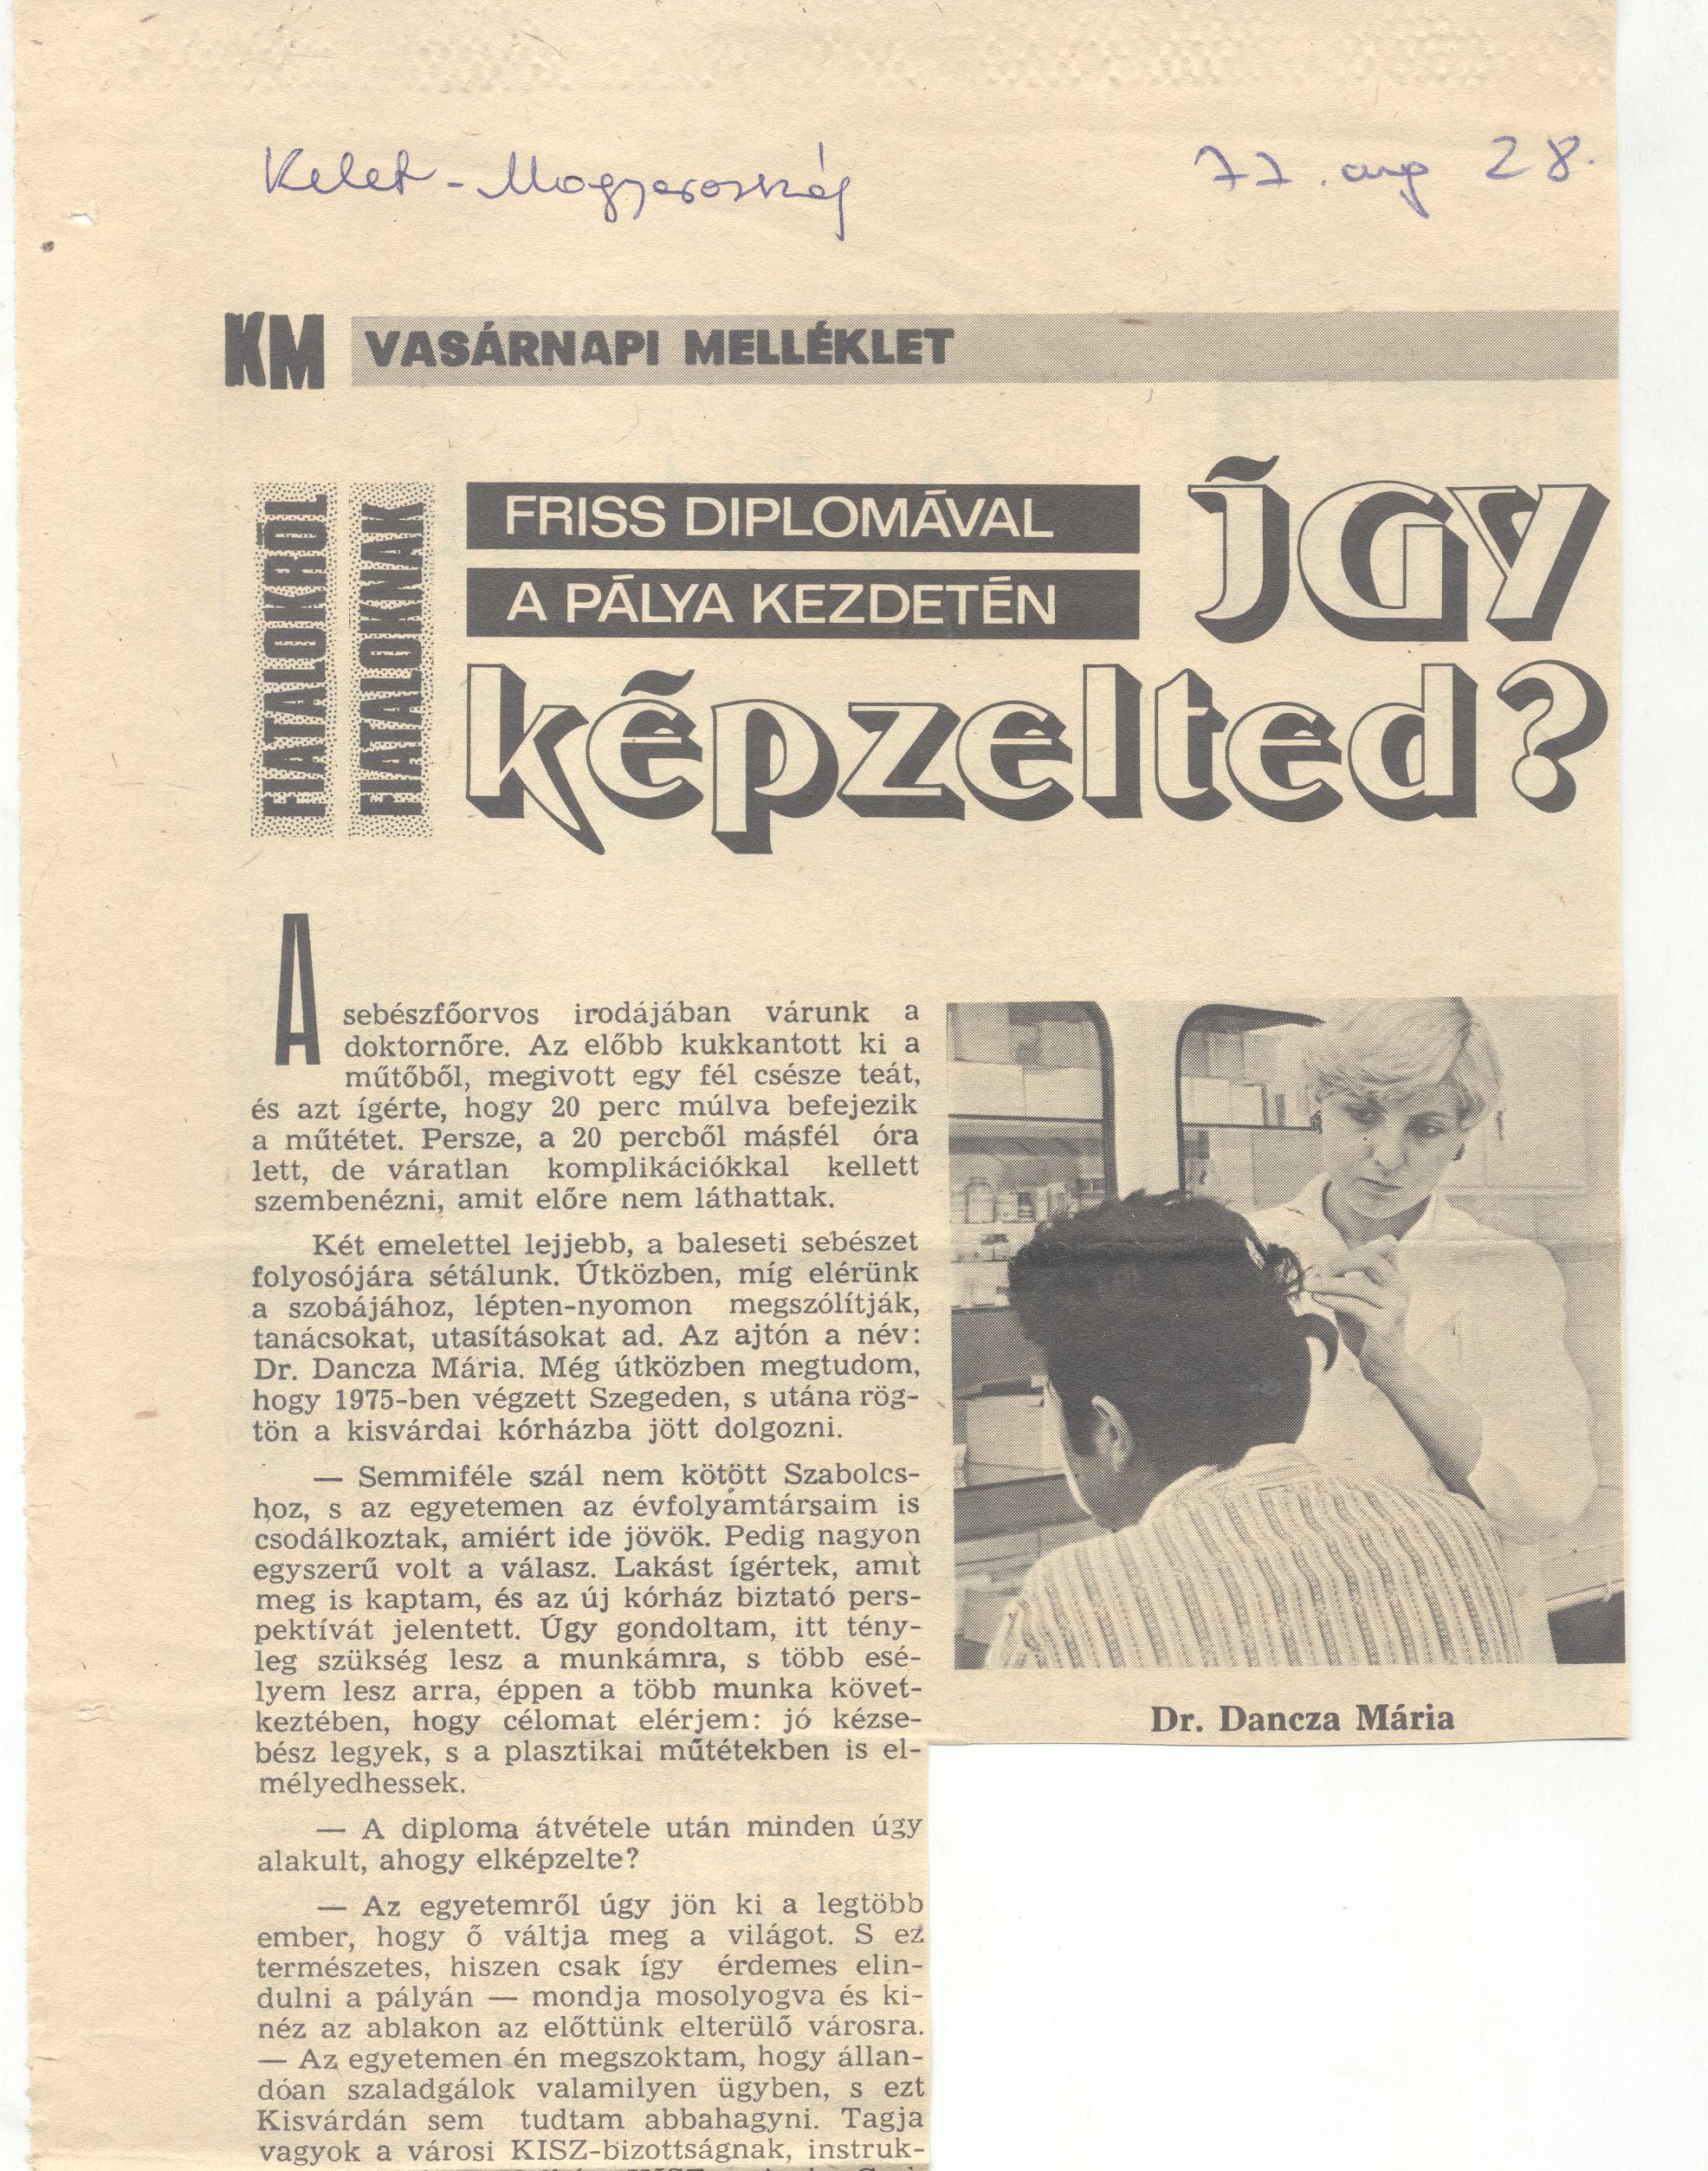 Kelet-Magyarország 77. aug 28.
KM VASÁRNAPI MELLÉKLET
FIATALOKRÓL
FIATALOKNAK
FRISS DIPLOMÁVAL
A PÁLYA KEZDETÉN
ÍGY
képzelted?
A sebészfőorvos irodájában várunk a
doktornőre. Az előbb kukkantott ki a
műtőből, megivott egy fél csésze teát,
és azt ígérte, hogy 20 perc múlva befejezik
a műtétet. Persze, a 20 percből másfél óra
lett, de váratlan komplikációkkal kellett
szembenézni, amit előre nem láthattak.
Két emelettel lejjebb, a baleseti sebészet
folyosójára sétálunk. Útközben, míg elérünk
a szobájához, lépten-nyomon megszólítják,
tanácsokat, utasításokat ad. Az ajtón a név:
Dr. Dancza Mária. Még útközben megtudom,
hogy 1975-ben végzett Szegeden, s utána rög-
tön a kisvárdai kórházba jött dolgozni.
— Semmiféle szál nem kötött Szabolcs-
hoz, s az egyetemen az évfolyamtársaim is
csodálkoztak, amiért ide jövök. Pedig nagyon
egyszerű volt a válasz. Lakást ígértek, amit
meg is kaptam, és az új kórház biztató pers-
pektívát jelentett. Úgy gondoltam, itt tény-
leg szükség lesz a munkámra, s több esé-
lyem lesz arra, éppen a több munka követ-
keztében, hogy célomat elérjem: jó kézse-
bész legyek, s a plasztikai műtétekben is el-
mélyedhessek.
— A diploma átvétele után minden úgy
alakult, ahogy elképzelte?
— Az egyetemről úgy jön ki a legtöbb
ember, hogy ő váltja meg a világot. S ez
természetes, hiszen csak így érdemes elin-
dulni a pályán — mondja mosolyogva és ki-
néz az ablakon az előttünk elterülő városra.
— Az egyetemen én megszoktam, hogy állan-
dóan szaladgálok valamilyen ügyben, s ezt
Kisvárdán sem tudtam abbahagyni. Tagja
vagyok a városi KISZ-bizottságnak, instruk-
Dr. Dancza Mária